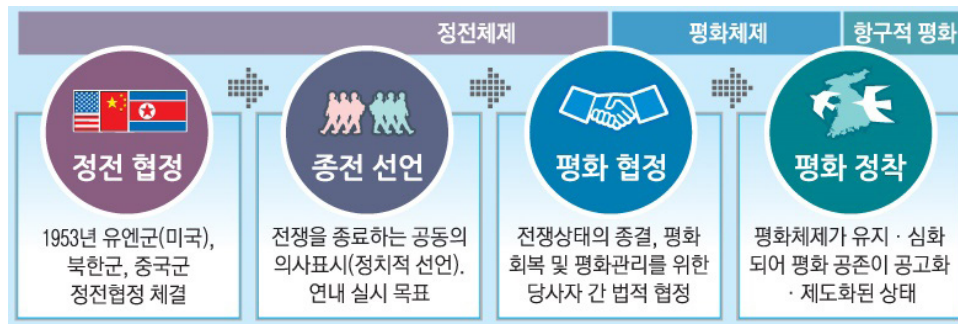 정전체제
평화체제
항구적 평화
정전 협정
종전 선언
평화 협정
평화 정착
1953년 유엔군(미국),
북한군, 중국군
정전협정 체결
전쟁을 종료하는 공동의
의사표시(정치적 선언).
연내 실시 목표
전쟁상태의 종결, 평화
회복 및 평화관리를 위한
당사자 간 법적 협정
평화체제가 유지 · 심화
되어 평화 공존이 공고화
· 제도화된 상태